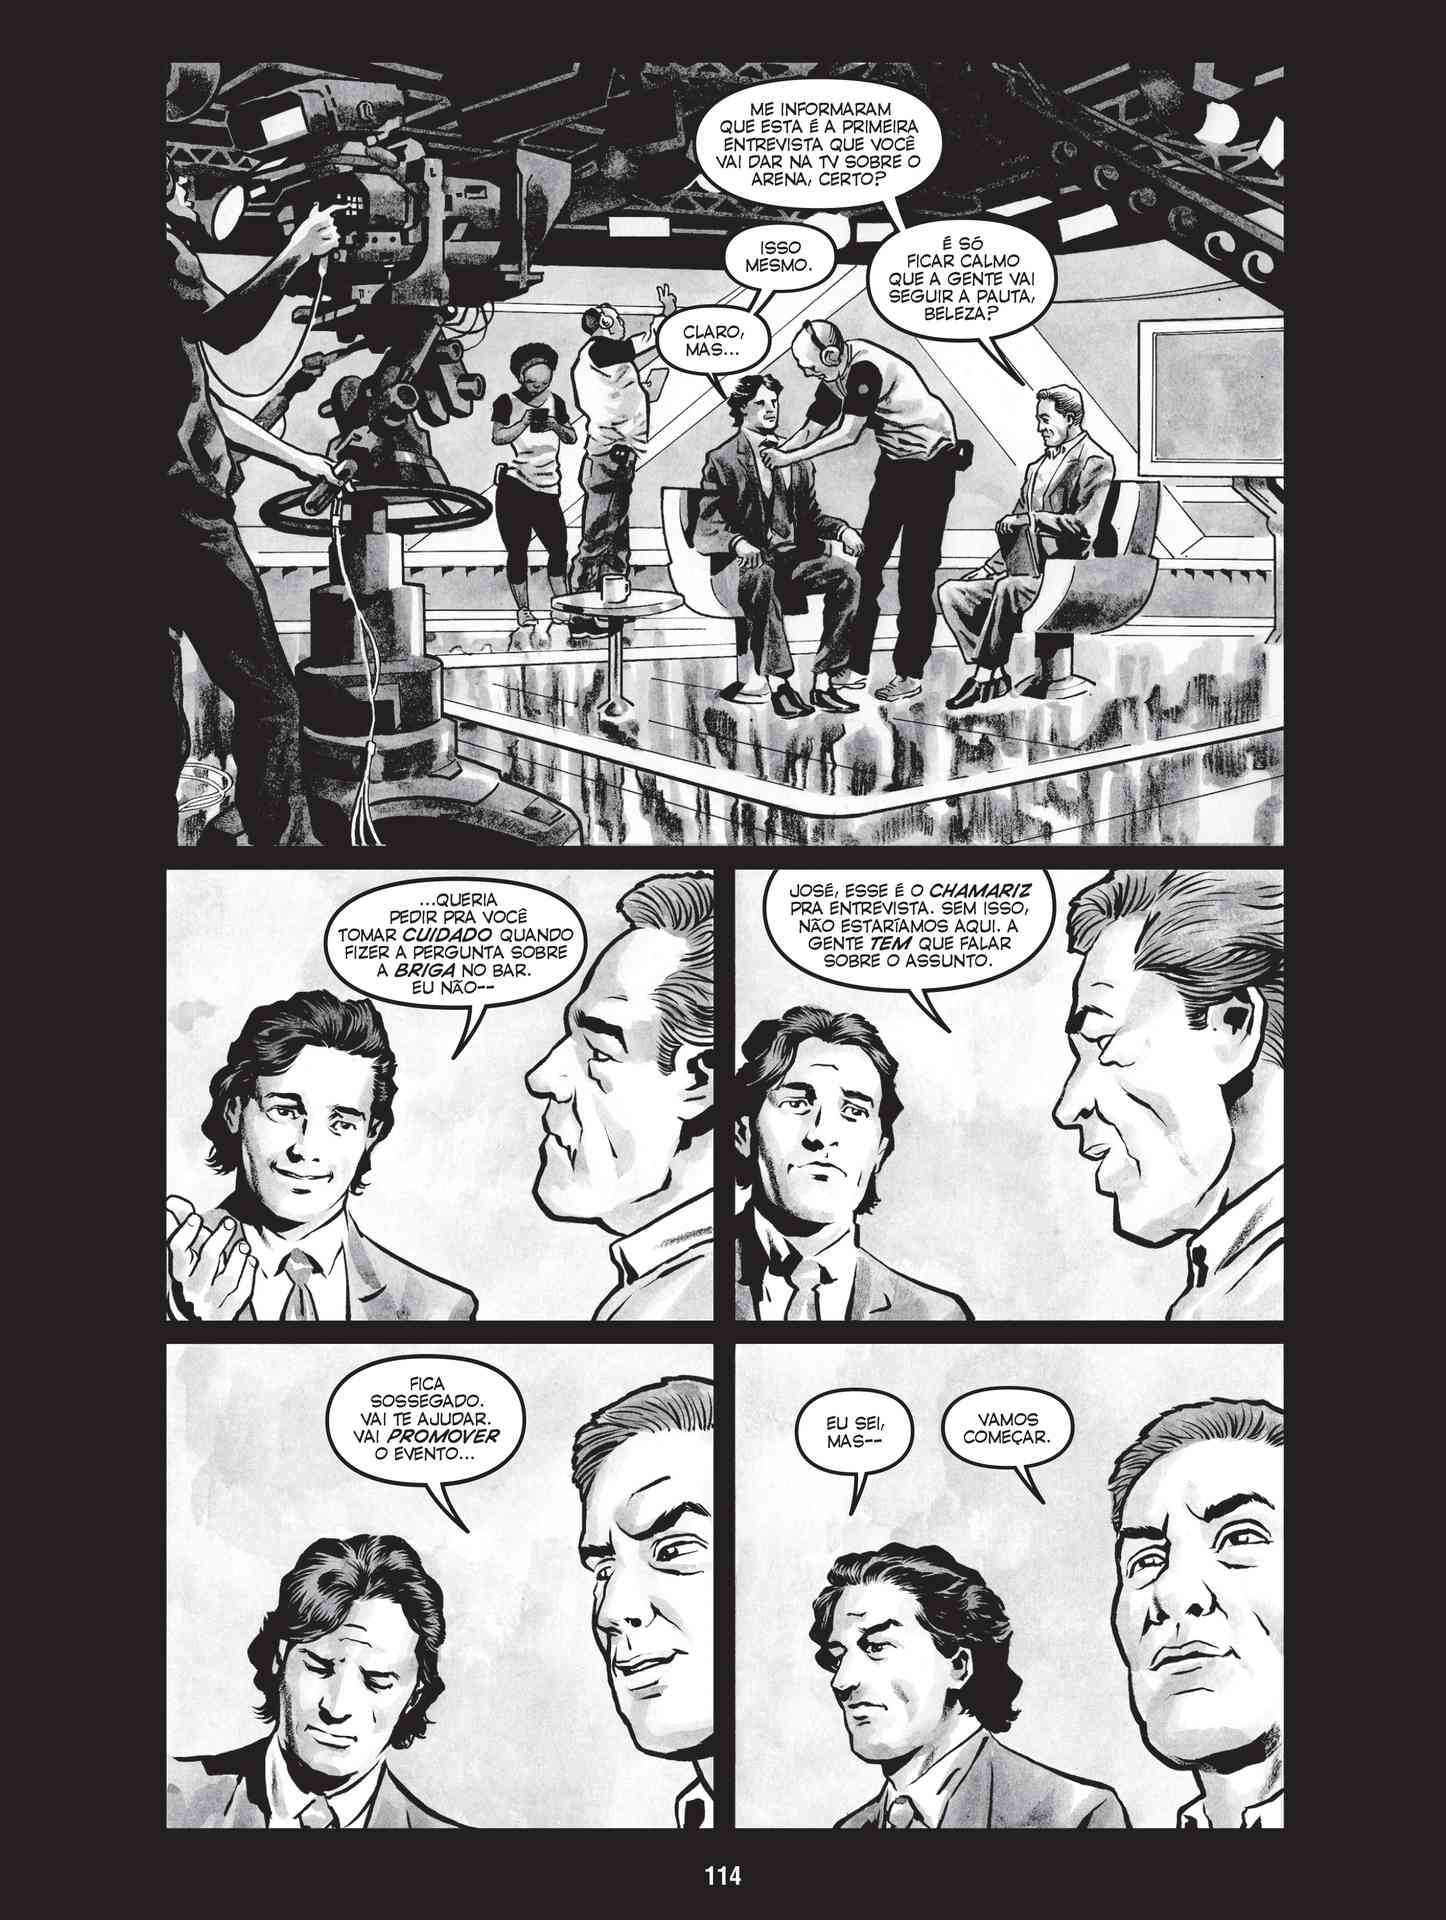 ME INFORMARAM
QUE ESTA É A PRIMEIRA
ENTREVISTA QUE VOCÊ
VAI DAR NA TV SOBRE O
ARENA, CERTO?
ISSO
MESMO.
É SÓ
FICAR CALMO
QUE A GENTE VAI
SEGUIR A PAUTA,
BELEZA?
CLARO,
MAS...
...QUERIA
PEDIR PRA VOCÊ
TOMAR CUIDADO QUANDO
FIZER A PERGUNTA SOBRE
A BRIGA NO BAR.
EU NÃO--
JOSÉ, ESSE É O CHAMARIZ
PRA ENTREVISTA. SEM ISSO,
NÃO ESTARÍAMOS AQUI. A
GENTE TEM QUE FALAR
SOBRE O ASSUNTO.
FICA
SOSSEGADO.
VAI TE AJUDAR.
VAI PROMOVER
O EVENTO...
EU SEI,
MAS--
VAMOS
COMEÇAR.
114